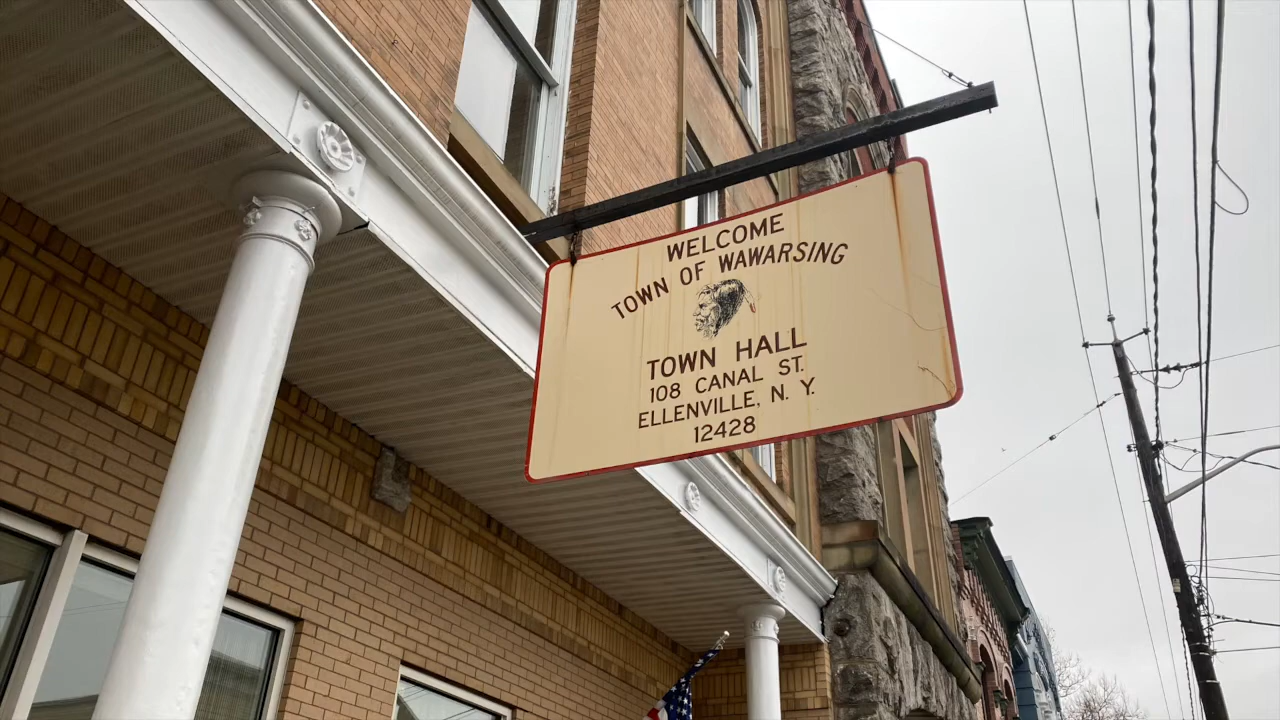 WELCOME
TOWN OF WAWARSING
TOWN HALL
108 CANAL ST.
ELLENVILLE, N. Y.
12428